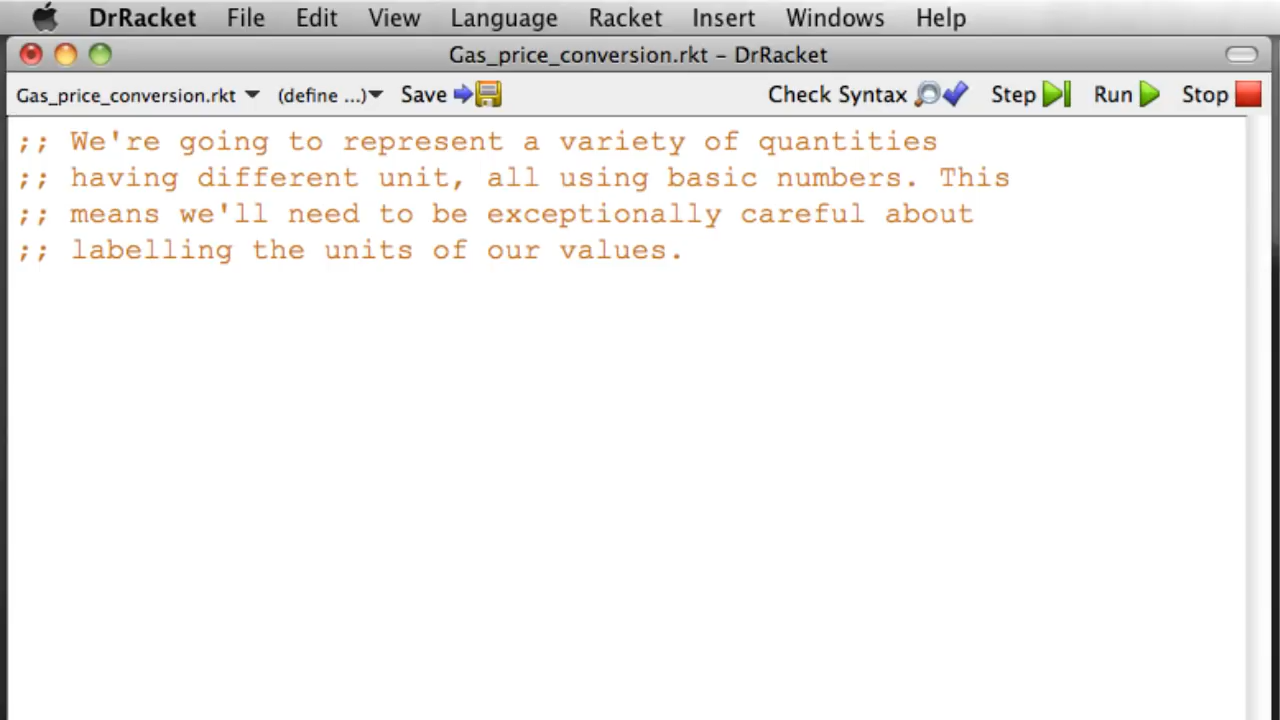 DrRacket File Edit View Language Racket Insert Windows Help
Gas_price_conversion.rkt – DrRacket
Gas_price_conversion.rkt (define ...) Save Check Syntax Step Run Stop
;; We're going to represent a variety of quantities
;; having different unit, all using basic numbers. This
;; means we'll need to be exceptionally careful about
;; labelling the units of our values.